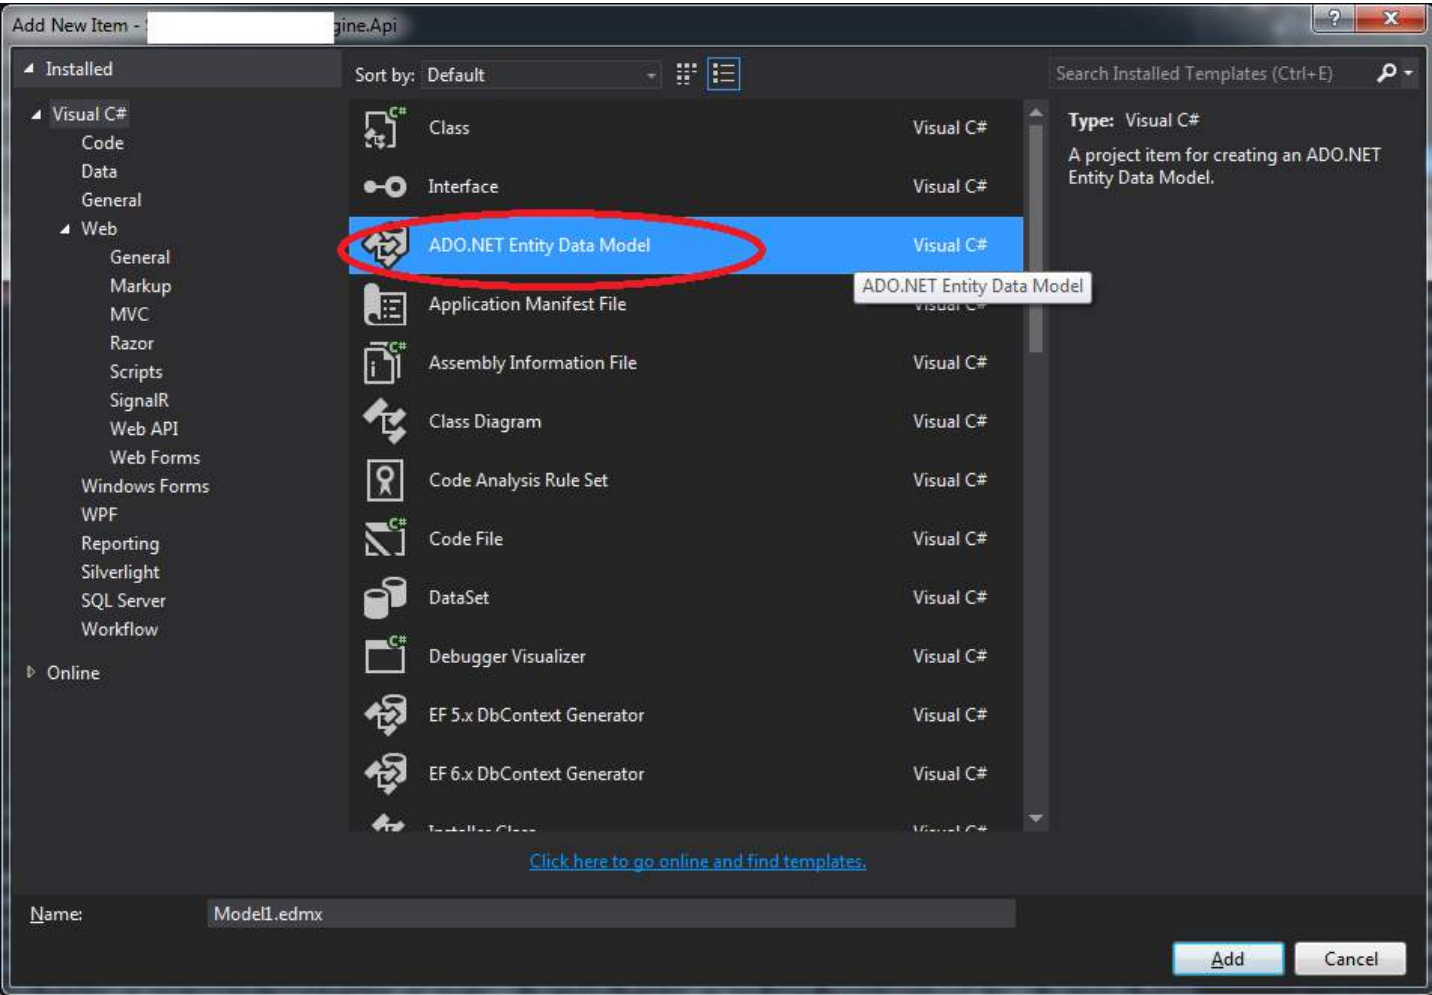 Add New Item -
gine.Api
?
Installed
Sort by: Default
Search Installed Templates (Ctrl+E)
Visual C#
Code
Data
General
Web
General
Markup
MVC
Razor
Scripts
SignalR
Web API
Web Forms
Windows Forms
WPF
Reporting
Silverlight
SQL Server
Workflow
Online
C# Class Visual C#
Interface Visual C#
ADO.NET Entity Data Model Visual C#
ADO.NET Entity Data Model
Application Manifest File Visual C#
C# Assembly Information File Visual C#
Class Diagram Visual C#
Code Analysis Rule Set Visual C#
C# Code File Visual C#
DataSet Visual C#
C# Debugger Visualizer Visual C#
EF 5.x DbContext Generator Visual C#
EF 6.x DbContext Generator Visual C#
Installer Class Visual C#
Type: Visual C#
A project item for creating an ADO.NET
Entity Data Model.
Click here to go online and find templates.
Name: Model1.edmx
Add Cancel